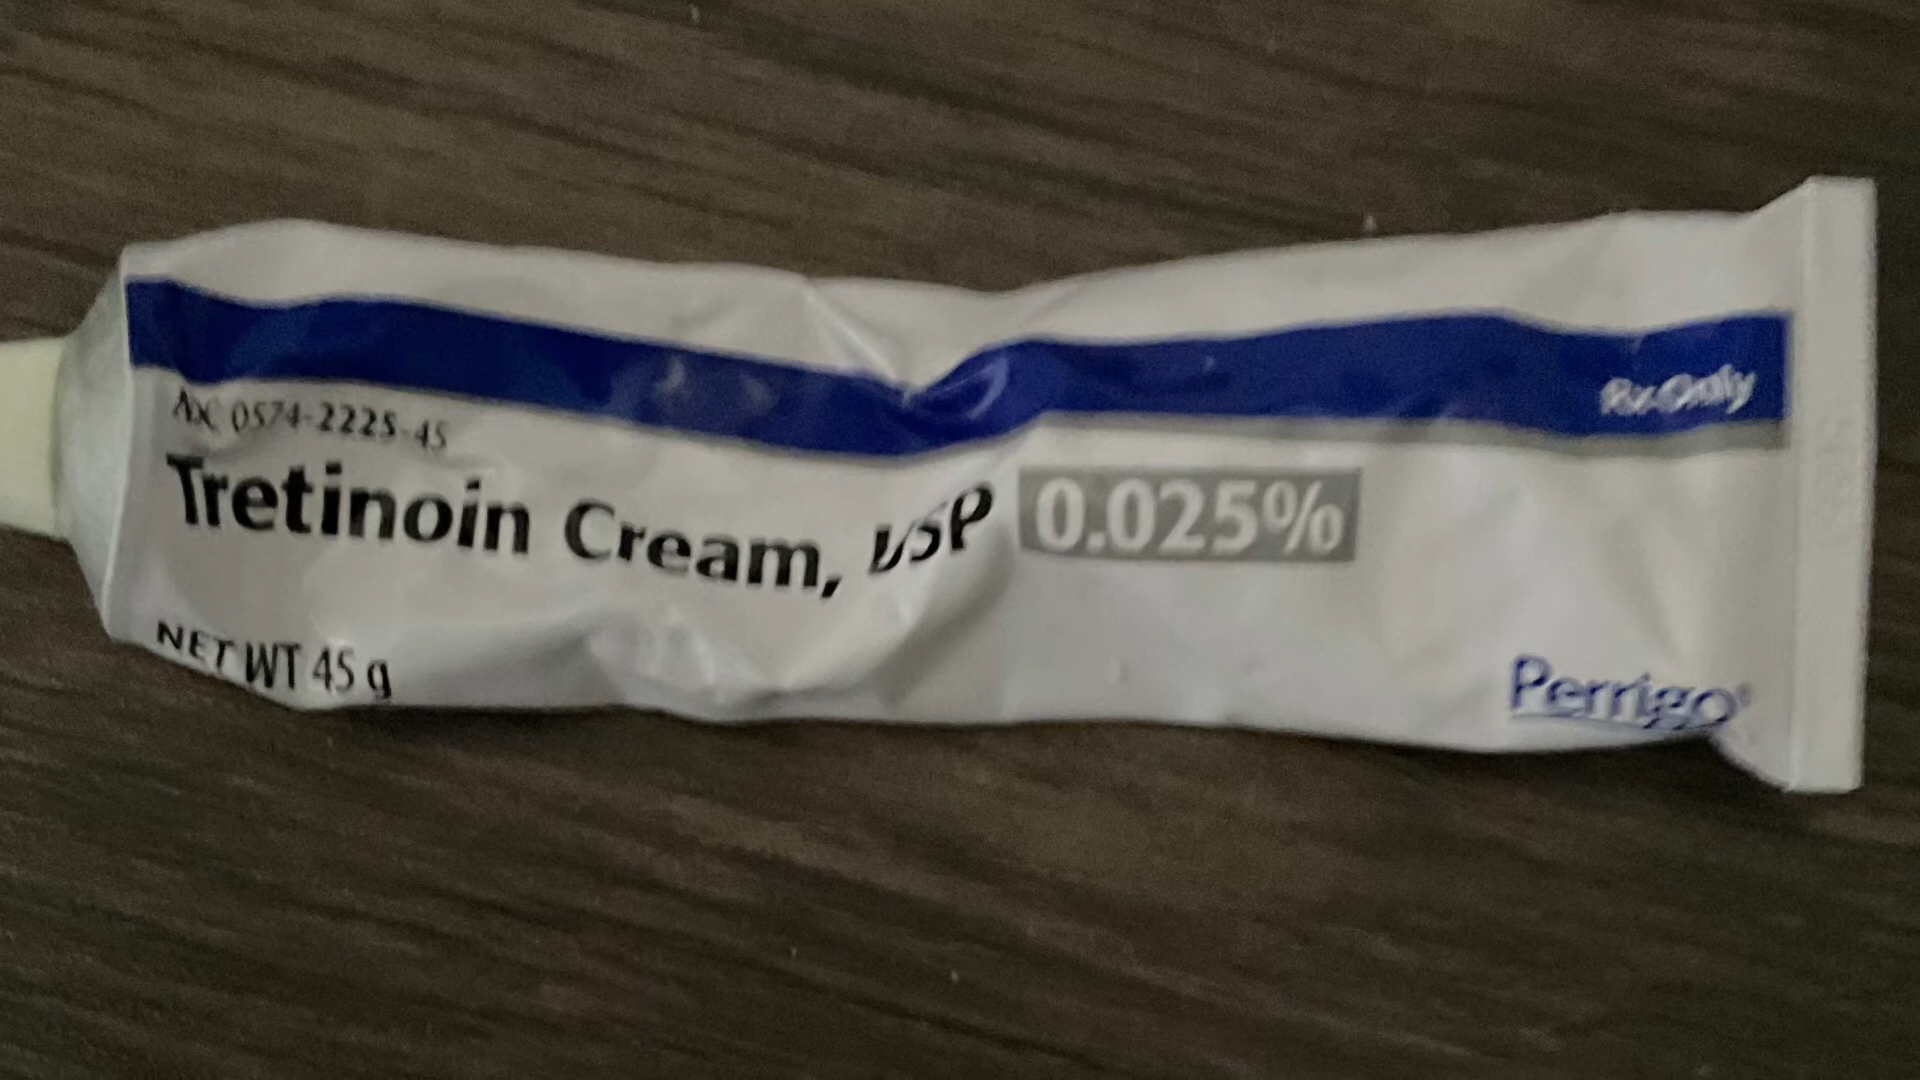 Rx Only
NDC 0574-2225-45
Tretinoin Cream, USP 0.025%
NET WT 45 g
Perrigo®